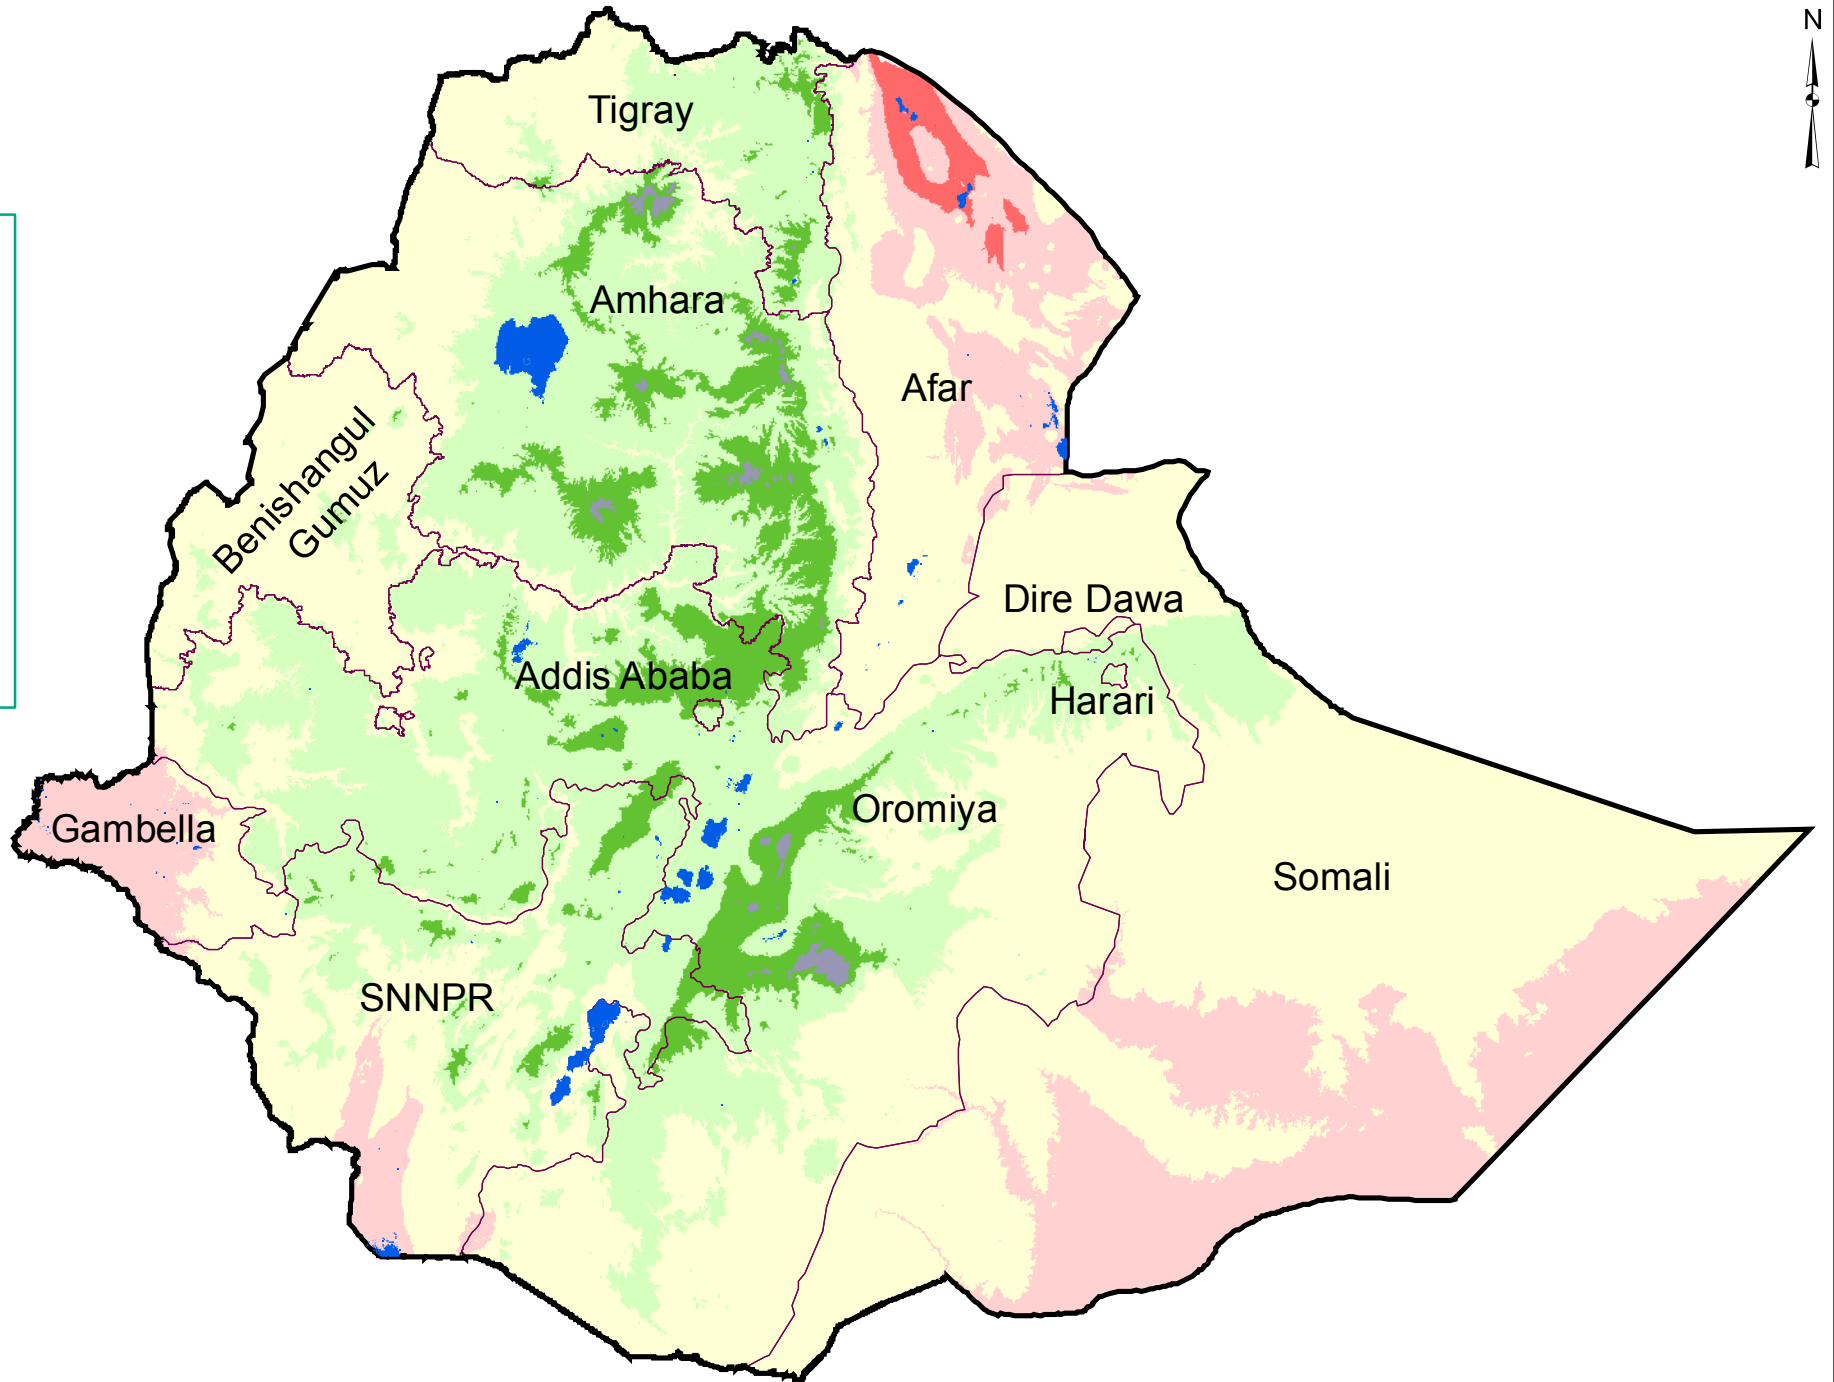 N
Tigray
Amhara
Afar
Benishangul
Gumuz
Dire Dawa
Addis Ababa
Harari
Oromiya
Gambella
Somali
SNNPR